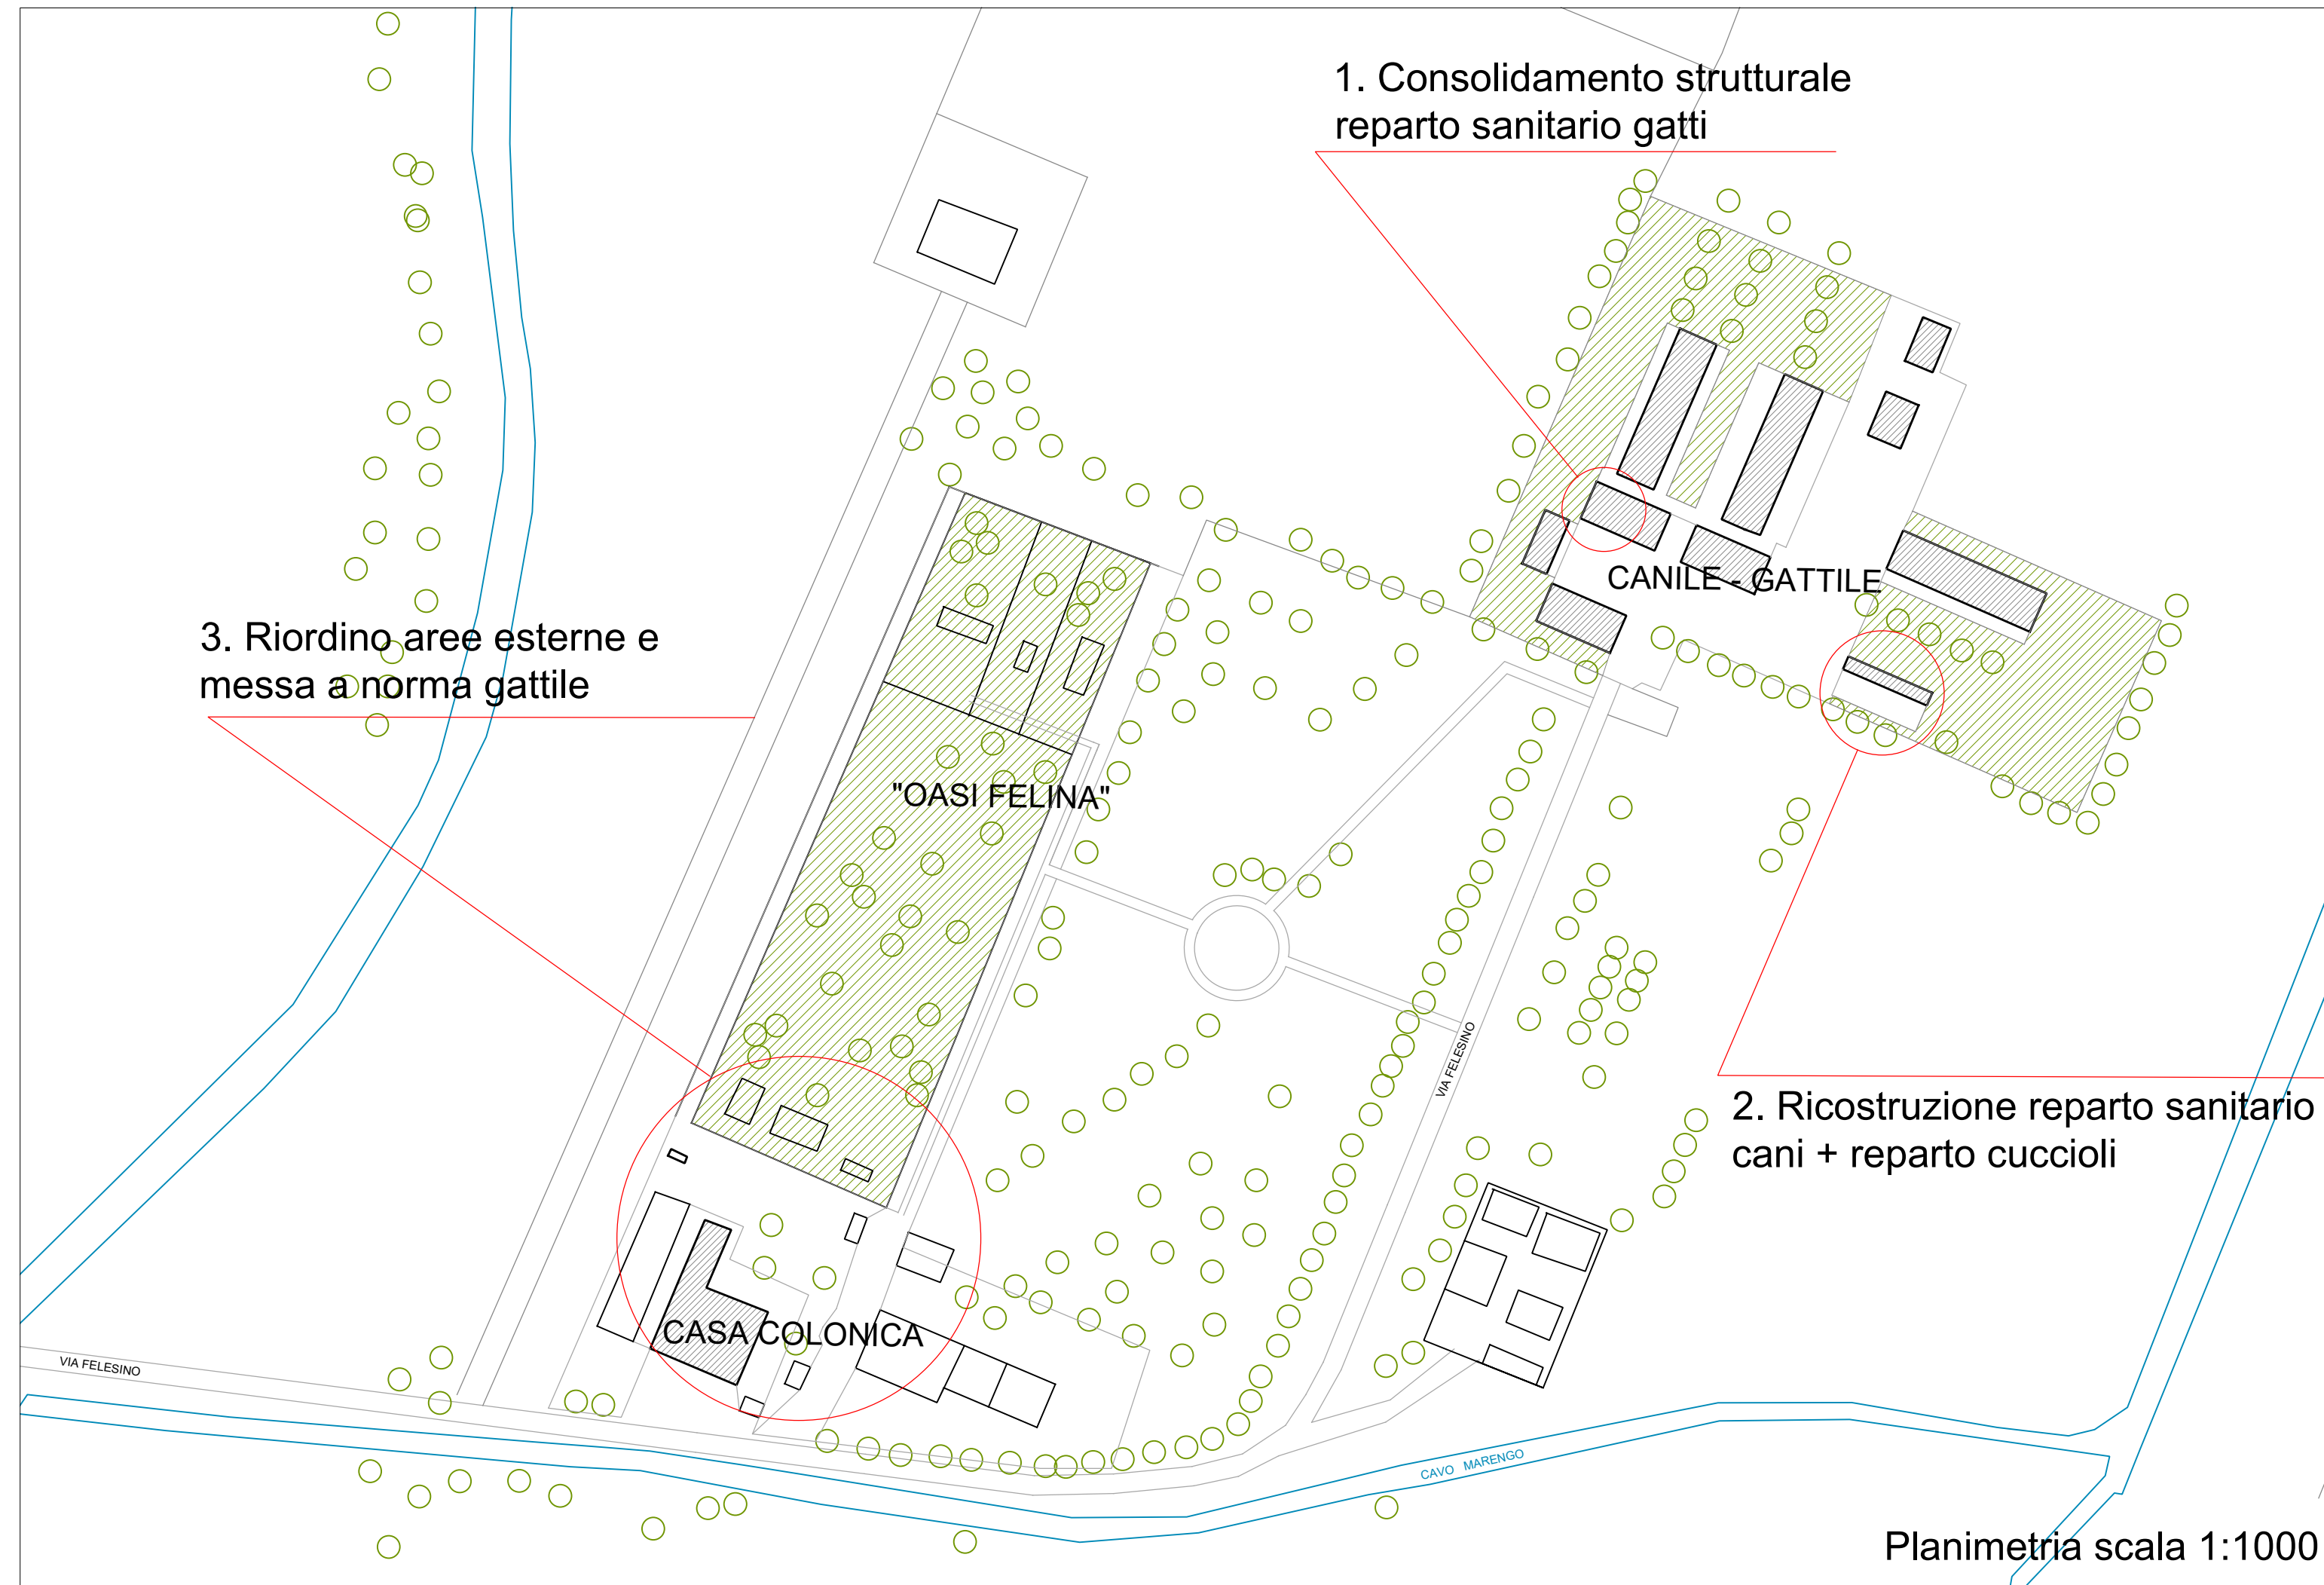 1. Consolidamento strutturale
reparto sanitario gatti
CANILE - GATTILE
3. Riordino aree esterne e
messa a norma gattile
"OASI FELINA"
VIA FELESINO
2. Ricostruzione reparto sanitario
cani + reparto cuccioli
CASA COLONICA
VIA FELESINO
CAVO MARENGO
Planimetria scala 1:1000